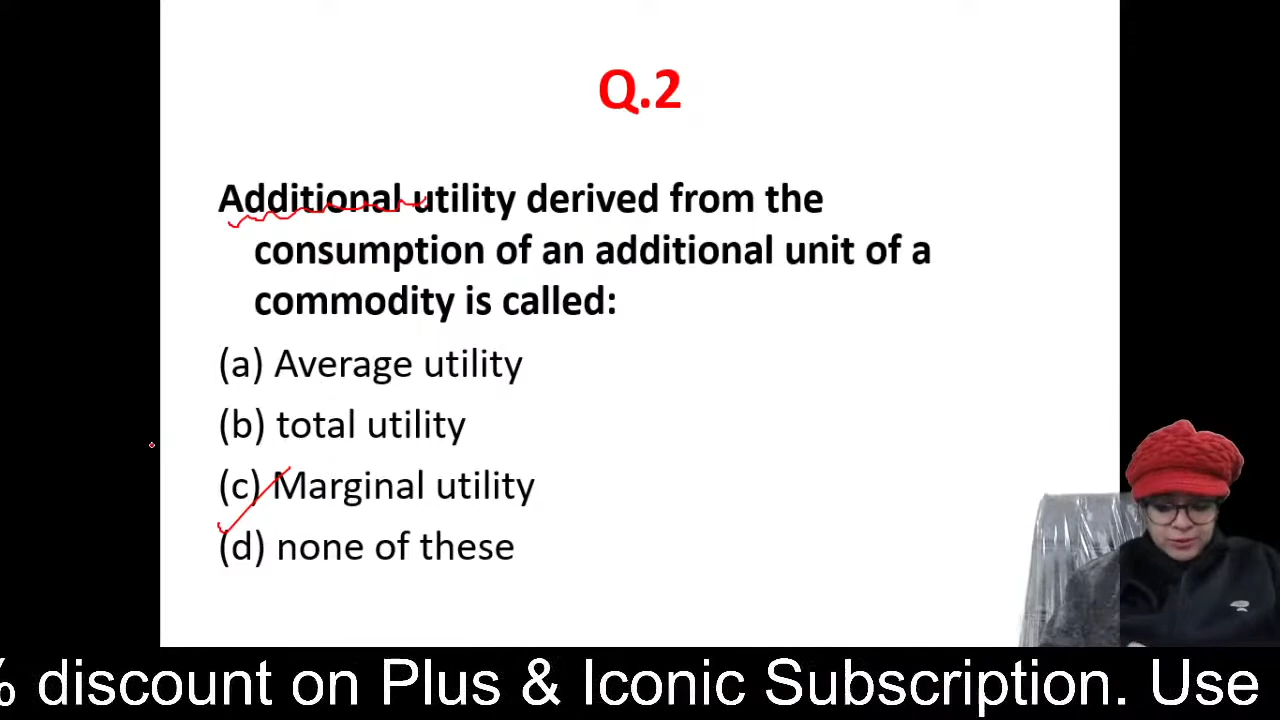 Q.2
Additional utility derived from the
consumption of an additional unit of a
commodity is called:
(a) Average utility
(b) total utility
(c) Marginal utility
(d) none of these
% discount on Plus & Iconic Subscription. Use